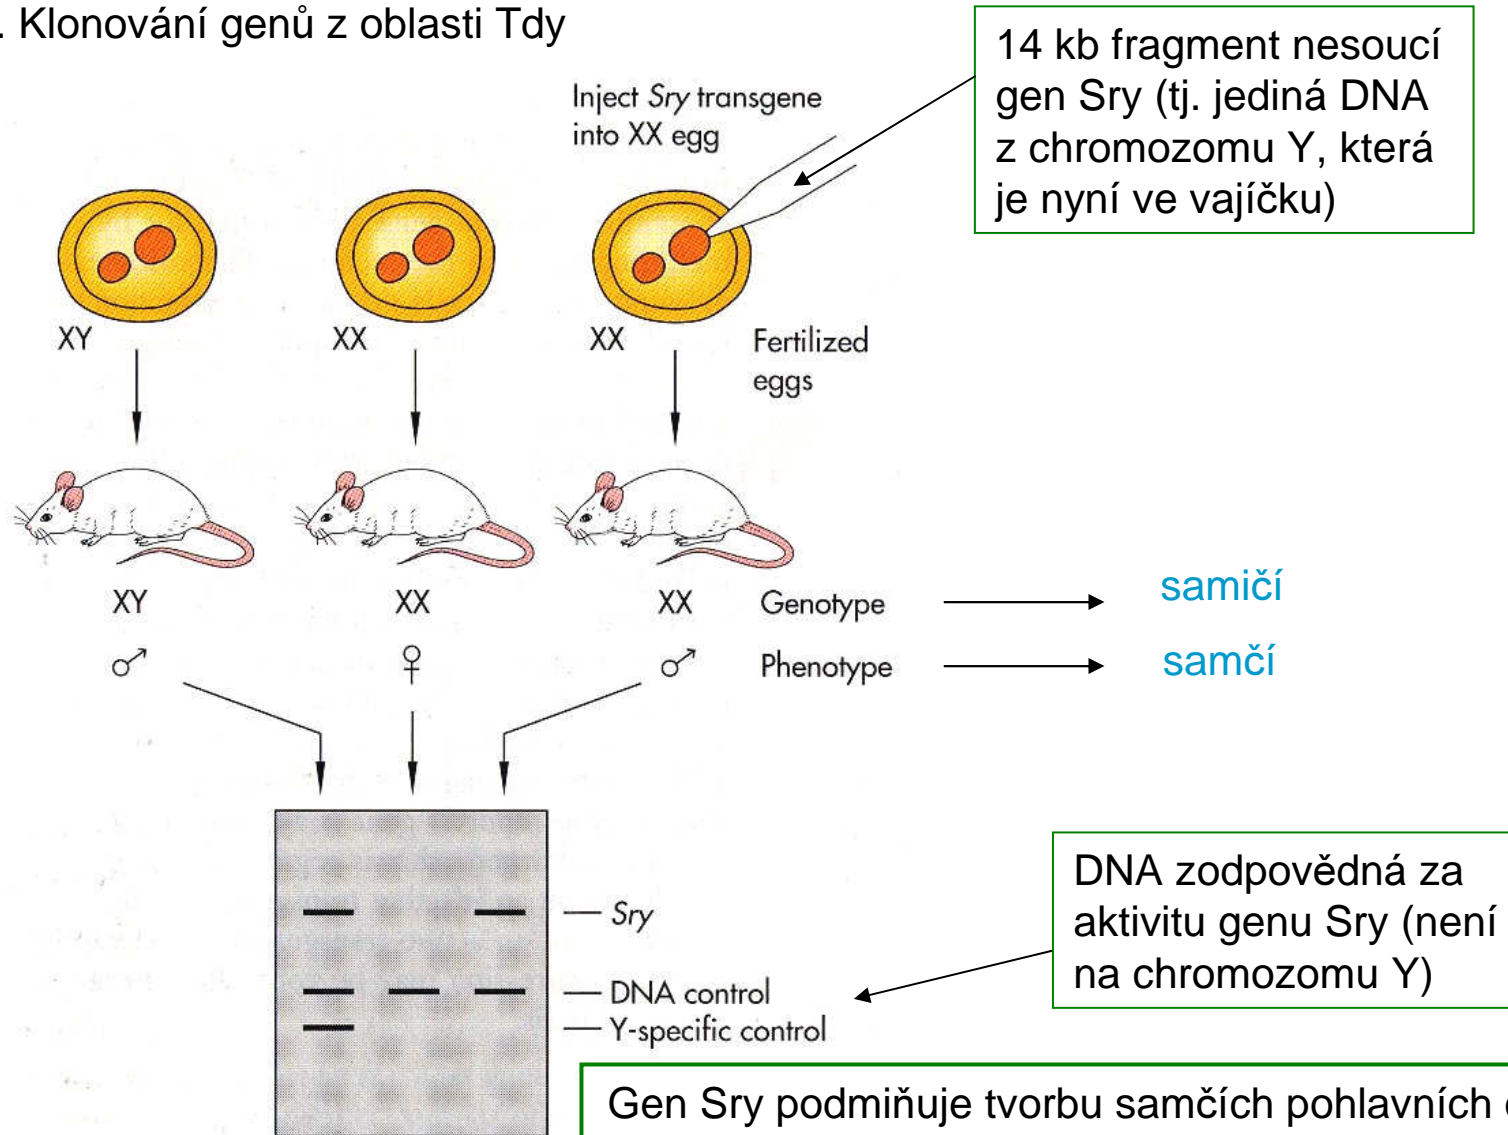 . Klonování genů z oblasti Tdy
14 kb fragment nesoucí
gen Sry (tj. jediná DNA
z chromozomu Y, která
je nyní ve vajíčku)
Inject Sry transgene
into XX egg
XY
XX
XX
Fertilized
eggs
XY
XX
XX
Genotype
samičí
♂
♀
♂
Phenotype
samčí
Sry
DNA control
Y-specific control
DNA zodpovědná za
aktivitu genu Sry (není
na chromozomu Y)
Gen Sry podmiňuje tvorbu samčích pohlavních